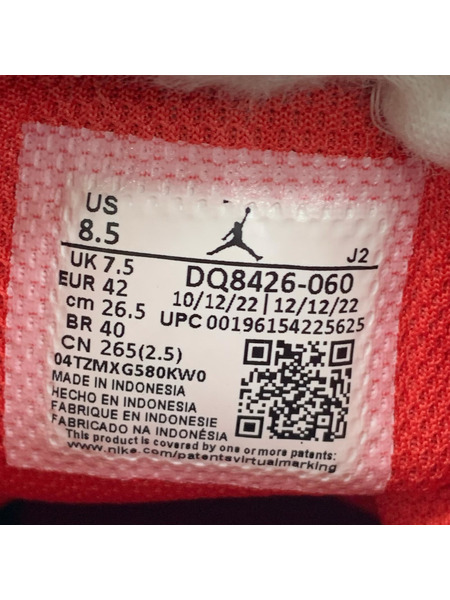 US
8.5
J2
UK 7.5
EUR 42
cm 26.5
BR 40
CN 265(2.5)
DQ8426-060
10/12/22 | 12/12/22
UPC 00196154225625
04TZMXG580KW0
MADE IN INDONESIA
HECHO EN INDONESIA
FABRIQUE EN INDONESIE
FABRICADO NA INDONÉSIA
This product is covered by one or more patents:
www.nike.com/patentsvirtualmarking